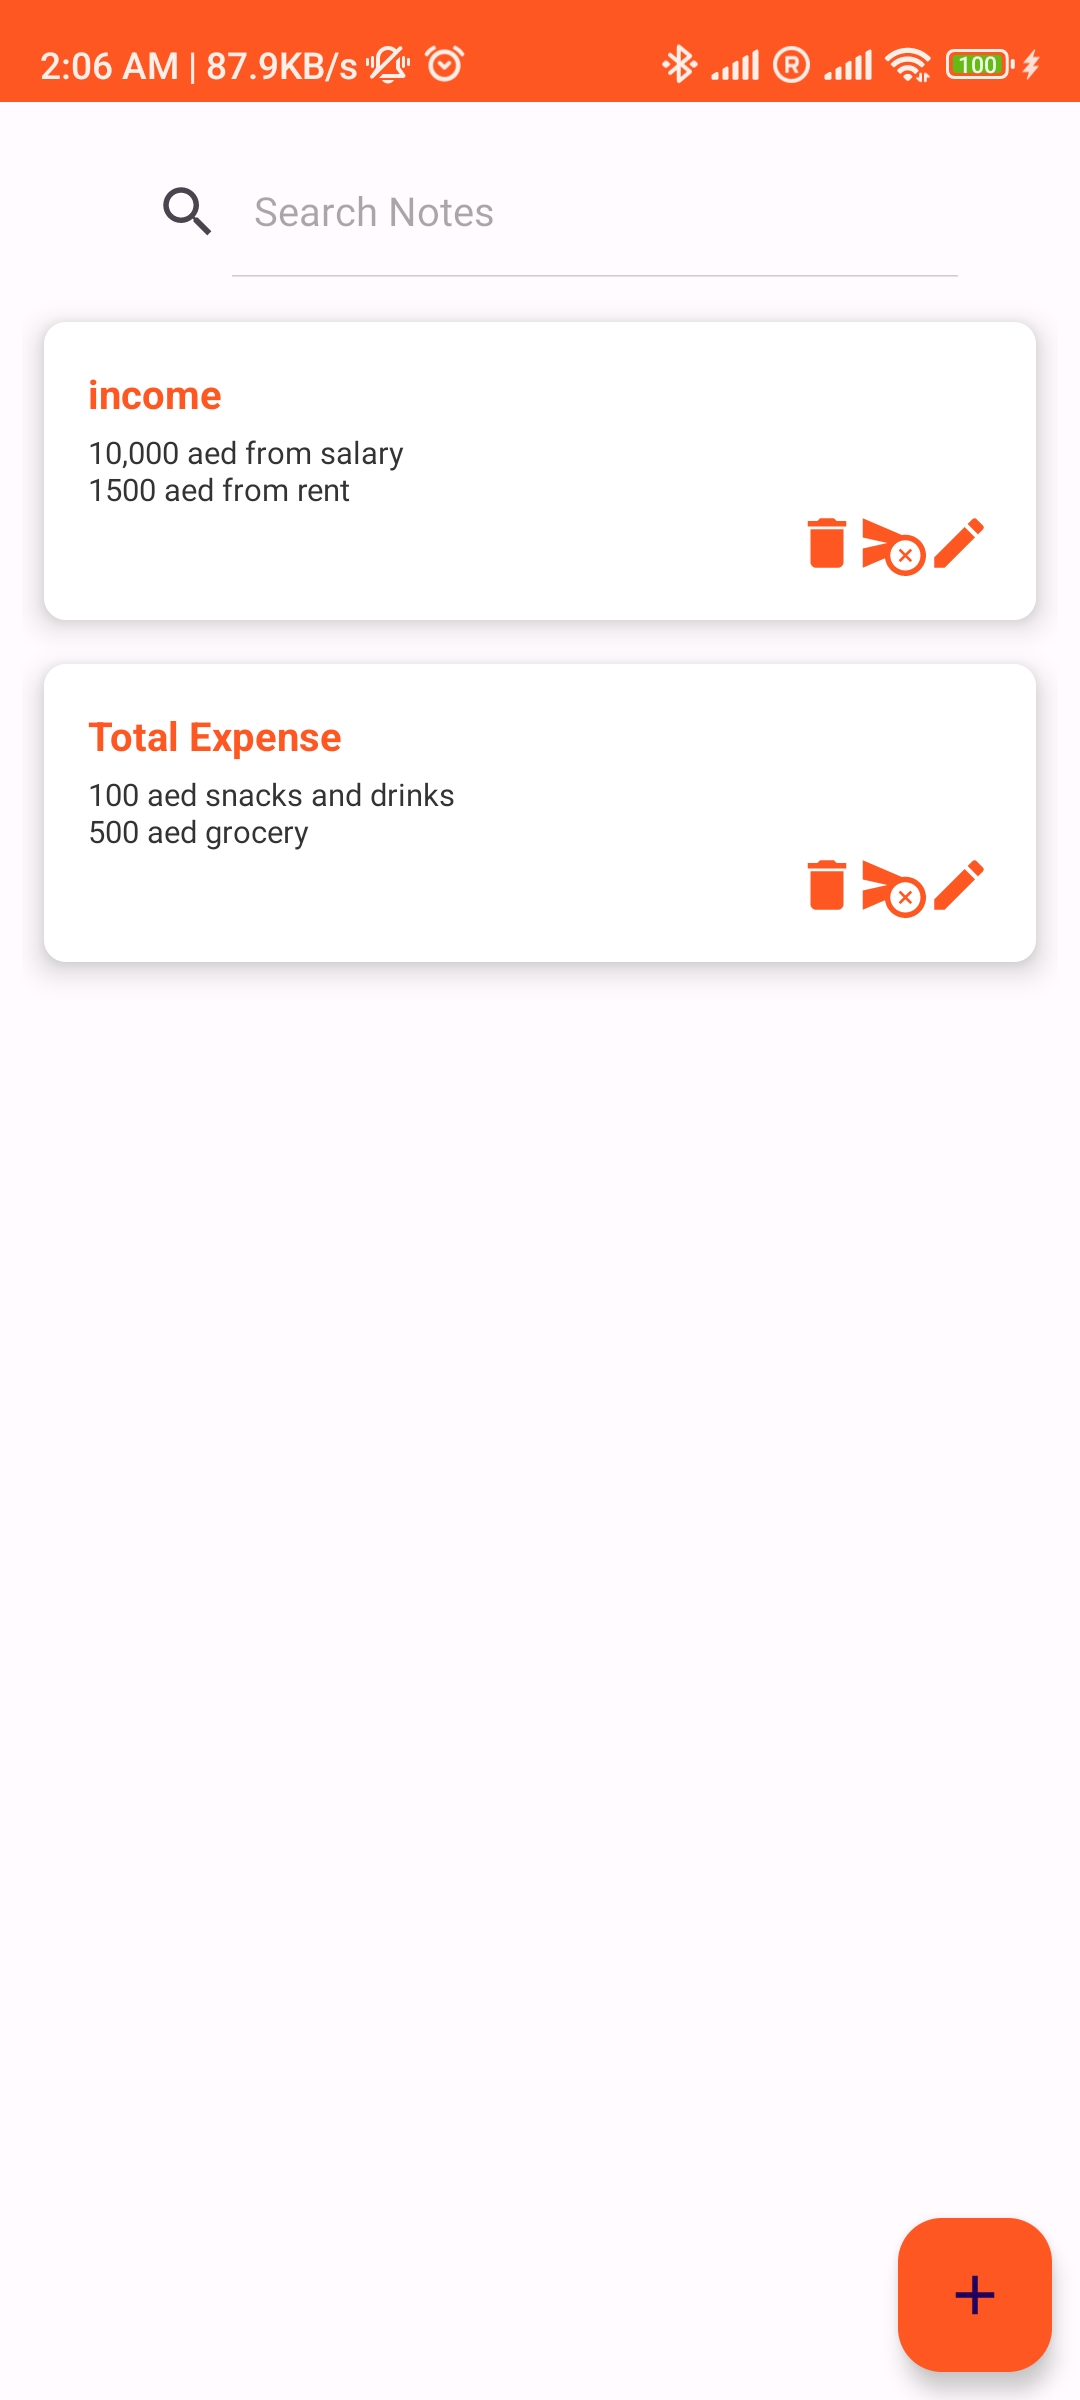 2:06 AM | 87.9KB/s R 100
Search Notes
income
10,000 aed from salary
1500 aed from rent
Total Expense
100 aed snacks and drinks
500 aed grocery